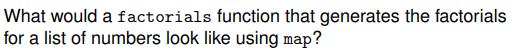 What would a factorials function that generates the factorials
for a list of numbers look like using map?